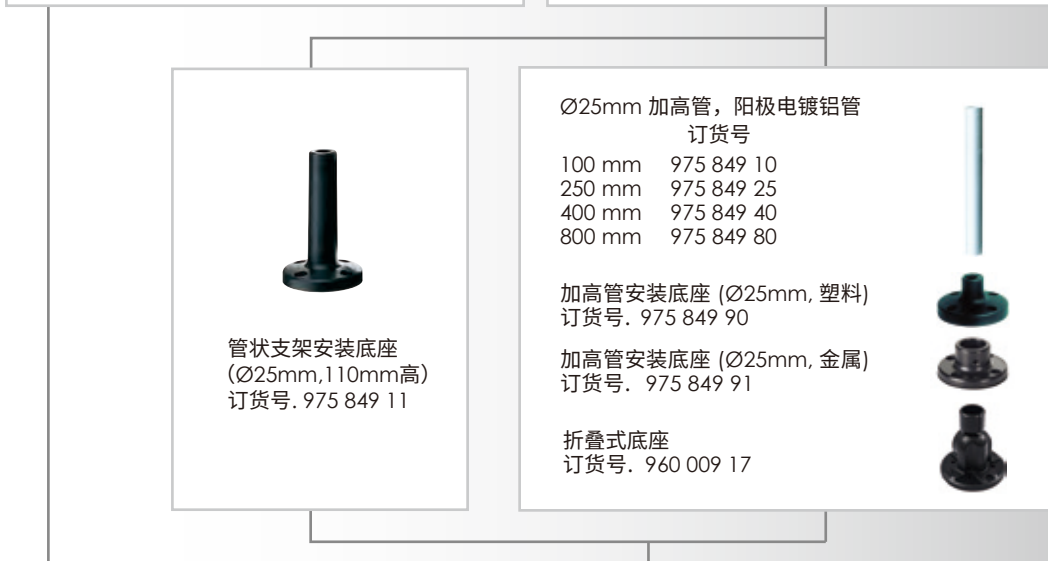 管状支架安装底座
（Ø25mm,110mm高）
订货号. 975 849 11
Ø25mm 加高管，阳极电镀铝管
订货号
100 mm 975 849 10
250 mm 975 849 25
400 mm 975 849 40
800 mm 975 849 80
加高管安装底座 (Ø25mm, 塑料)
订货号. 975 849 90
加高管安装底座 (Ø25mm, 金属)
订货号. 975 849 91
折叠式底座
订货号. 960 009 17